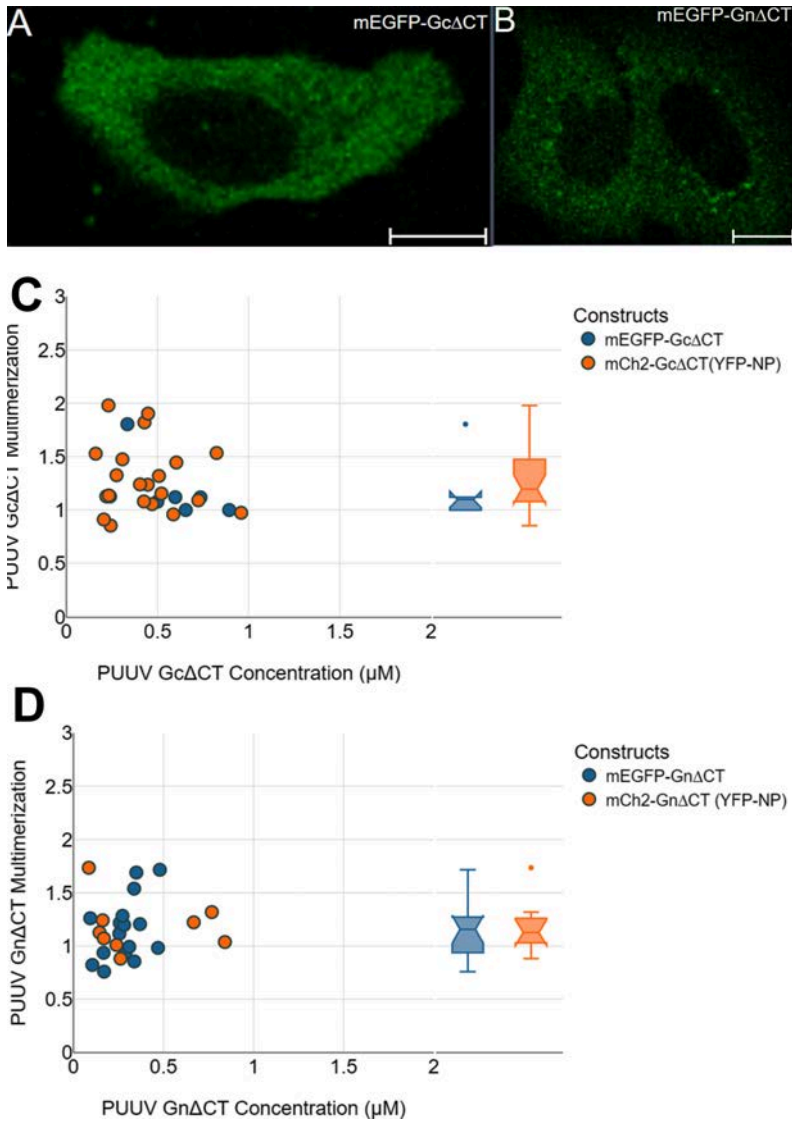 A
mEGFP-GcΔCT
B
mEGFP-GnΔCT
C
PUUV GcΔCT Multimerization
3
2.5
2
1.5
1
0.5
0
0
0.5
1
1.5
2
PUUV GcΔCT Concentration (µM)
Constructs
mEGFP-GcΔCT
mCh2-GcΔCT(YFP-NP)
D
PUUV GnΔCT Multimerization
3
2.5
2
1.5
1
0.5
0
0
0.5
1
2
PUUV GnΔCT Concentration (µM)
Constructs
mEGFP-GnΔCT
mCh2-GnΔCT (YFP-NP)